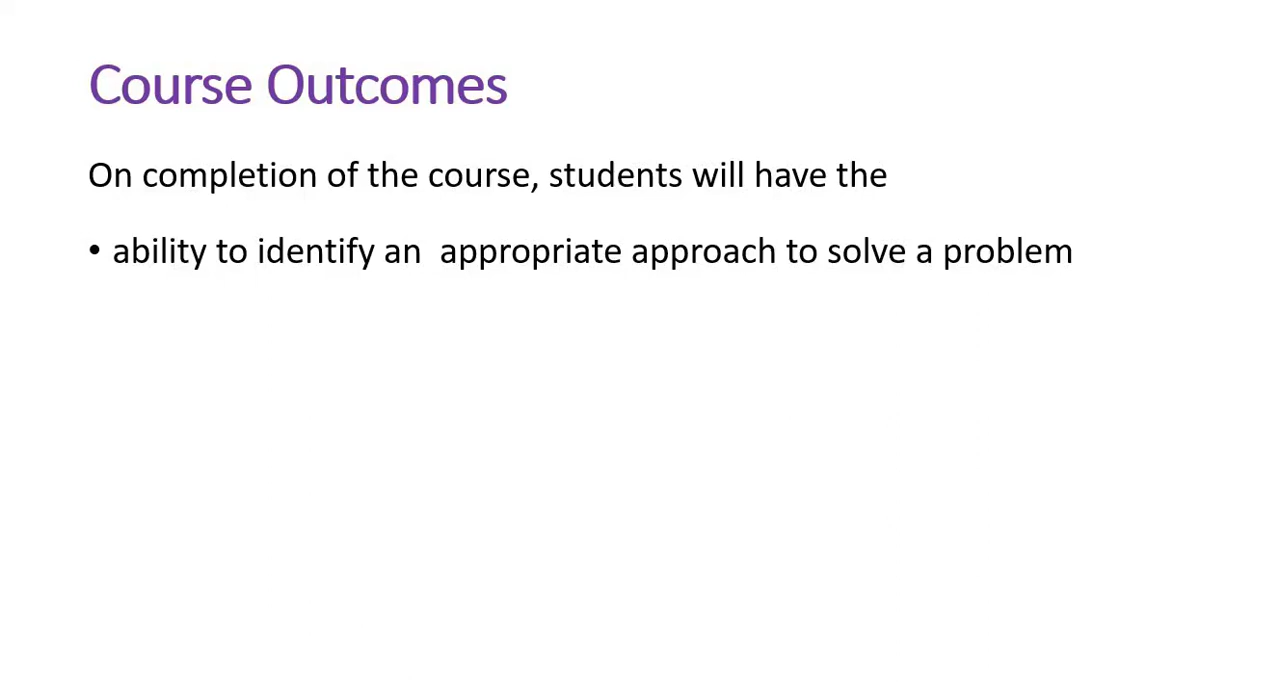 Course Outcomes
On completion of the course, students will have the
• ability to identify an  appropriate approach to solve a problem